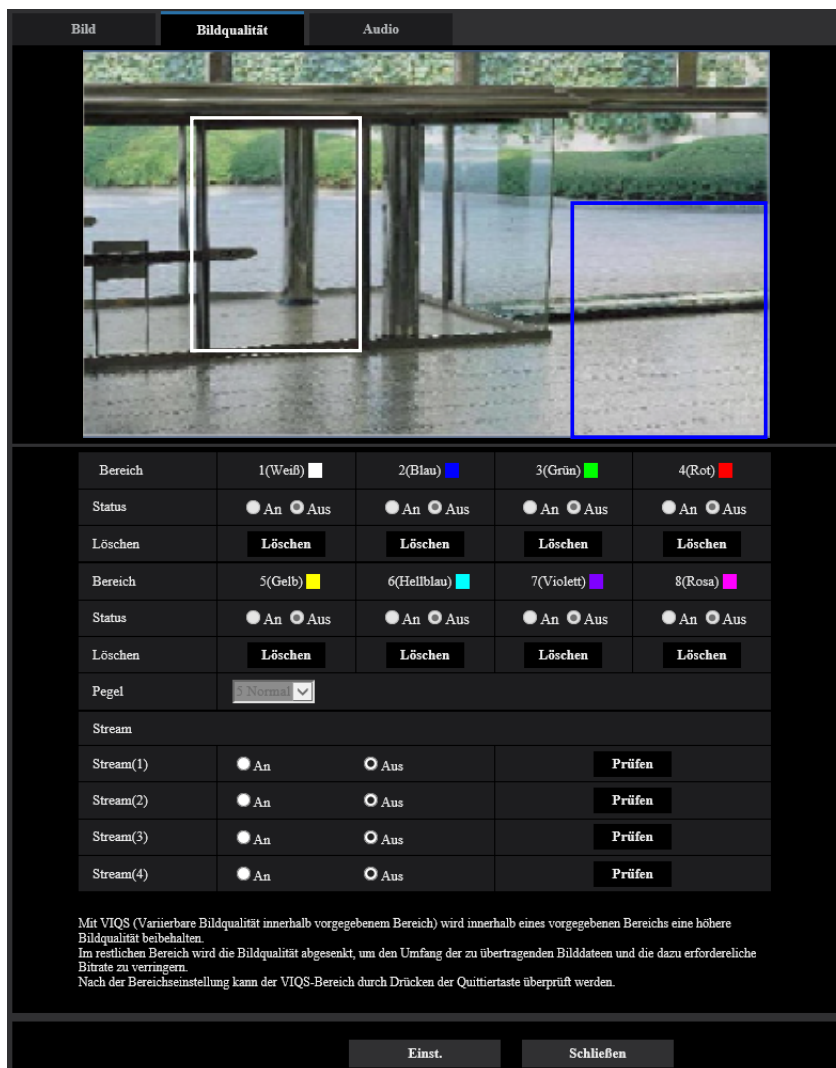 Bild Bildqualität Audio
Bereich 1(Weiß) 2(Blau) 3(Grün) 4(Rot)
Status An Aus An Aus An Aus An Aus
Löschen Löschen Löschen Löschen Löschen
Bereich 5(Gelb) 6(Hellblau) 7(Violett) 8(Rosa)
Status An Aus An Aus An Aus An Aus
Löschen Löschen Löschen Löschen Löschen
Pegel 5 Normal
Stream
Stream(1) An Aus Prüfen
Stream(2) An Aus Prüfen
Stream(3) An Aus Prüfen
Stream(4) An Aus Prüfen
Mit VIQS (Variierbare Bildqualität innerhalb vorgegebenem Bereich) wird innerhalb eines vorgegebenen Bereichs eine höhere
Bildqualität beibehalten.
Im restlichen Bereich wird die Bildqualität abgesenkt, um den Umfang der zu übertragenden Bilddateen und die dazu erfordereliche
Bitrate zu verringern.
Nach der Bereichseinstellung kann der VIQS-Bereich durch Drücken der Quittiertaste überprüft werden.
Einst. Schließen